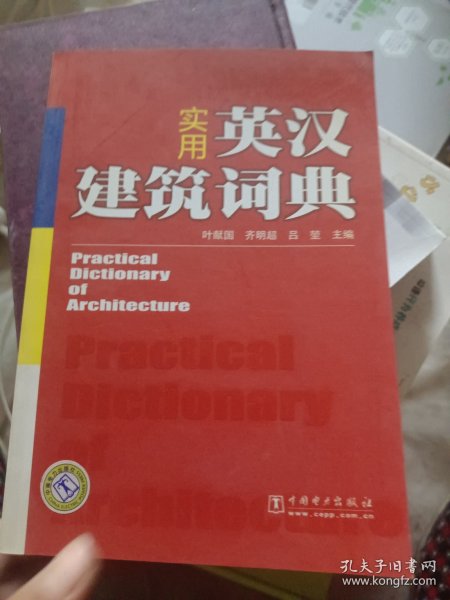 实用
英汉
建筑词典
叶献国 齐明超 吕堃 主编
Practical
Dictionary
of
Architecture
Practical
Dictionary
of
Architecture
中国电力出版社
www.cepp.com.cn
孔夫子旧书网
www.kongfz.com